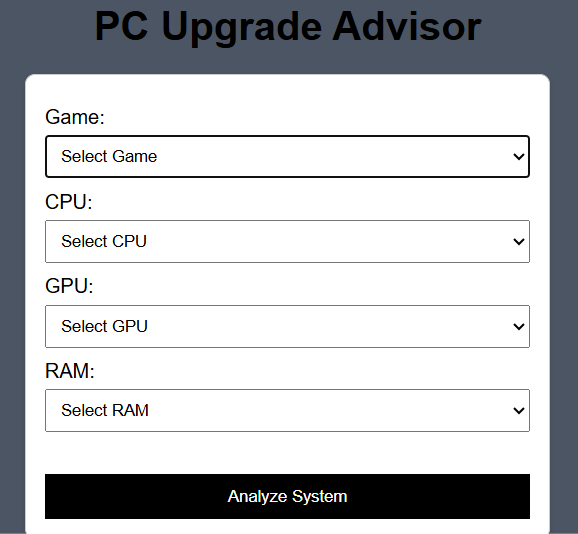 PC Upgrade Advisor
Game:
Select Game
CPU:
Select CPU
GPU:
Select GPU
RAM:
Select RAM
Analyze System